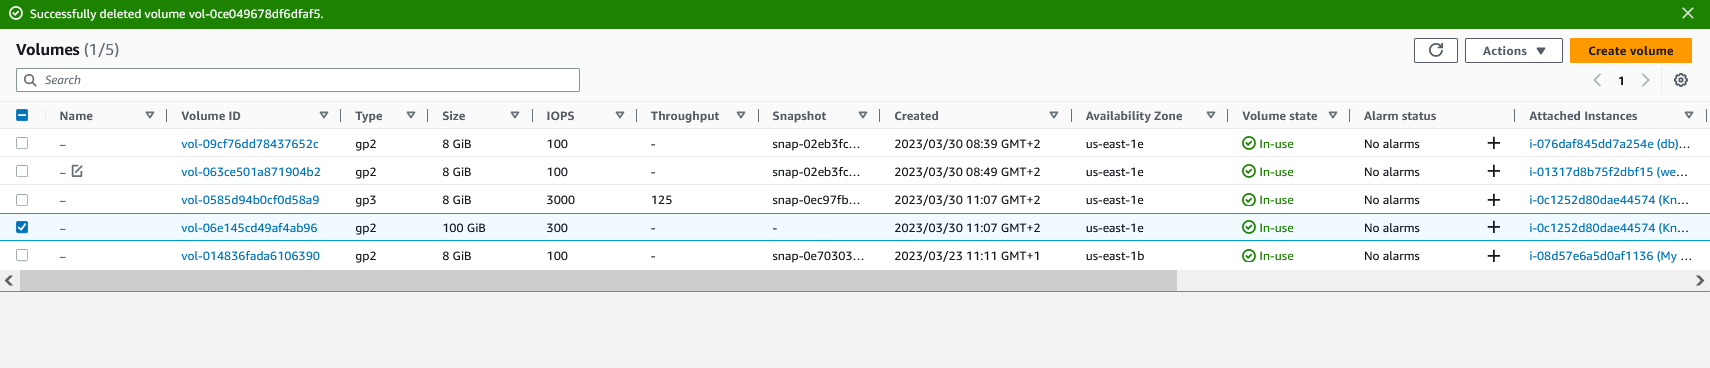 Successfully deleted volume vol-0ce049678df6dfaf5.
Volumes (1/5)
Actions
Create volume
Search
1
Name Volume ID Type Size IOPS Throughput Snapshot Created Availability Zone Volume state Alarm status Attached Instances
– vol-09cf76dd78437652c gp2 8 GiB 100 - snap-02eb3fc... 2023/03/30 08:39 GMT+2 us-east-1e In-use No alarms + i-076daf845dd7a254e (db)...
– vol-063ce501a871904b2 gp2 8 GiB 100 - snap-02eb3fc... 2023/03/30 08:49 GMT+2 us-east-1e In-use No alarms + i-01317d8b75f2dbf15 (we...
– vol-0585d94b0cf0d58a9 gp3 8 GiB 3000 125 snap-0ec97fb... 2023/03/30 11:07 GMT+2 us-east-1e In-use No alarms + i-0c1252d80dae44574 (Kn...
– vol-06e145cd49af4ab96 gp2 100 GiB 300 - - 2023/03/30 11:07 GMT+2 us-east-1e In-use No alarms + i-0c1252d80dae44574 (Kn...
– vol-014836fada6106390 gp2 8 GiB 100 - snap-0e70303... 2023/03/23 11:11 GMT+1 us-east-1b In-use No alarms + i-08d57e6a5d0af1136 (My ...